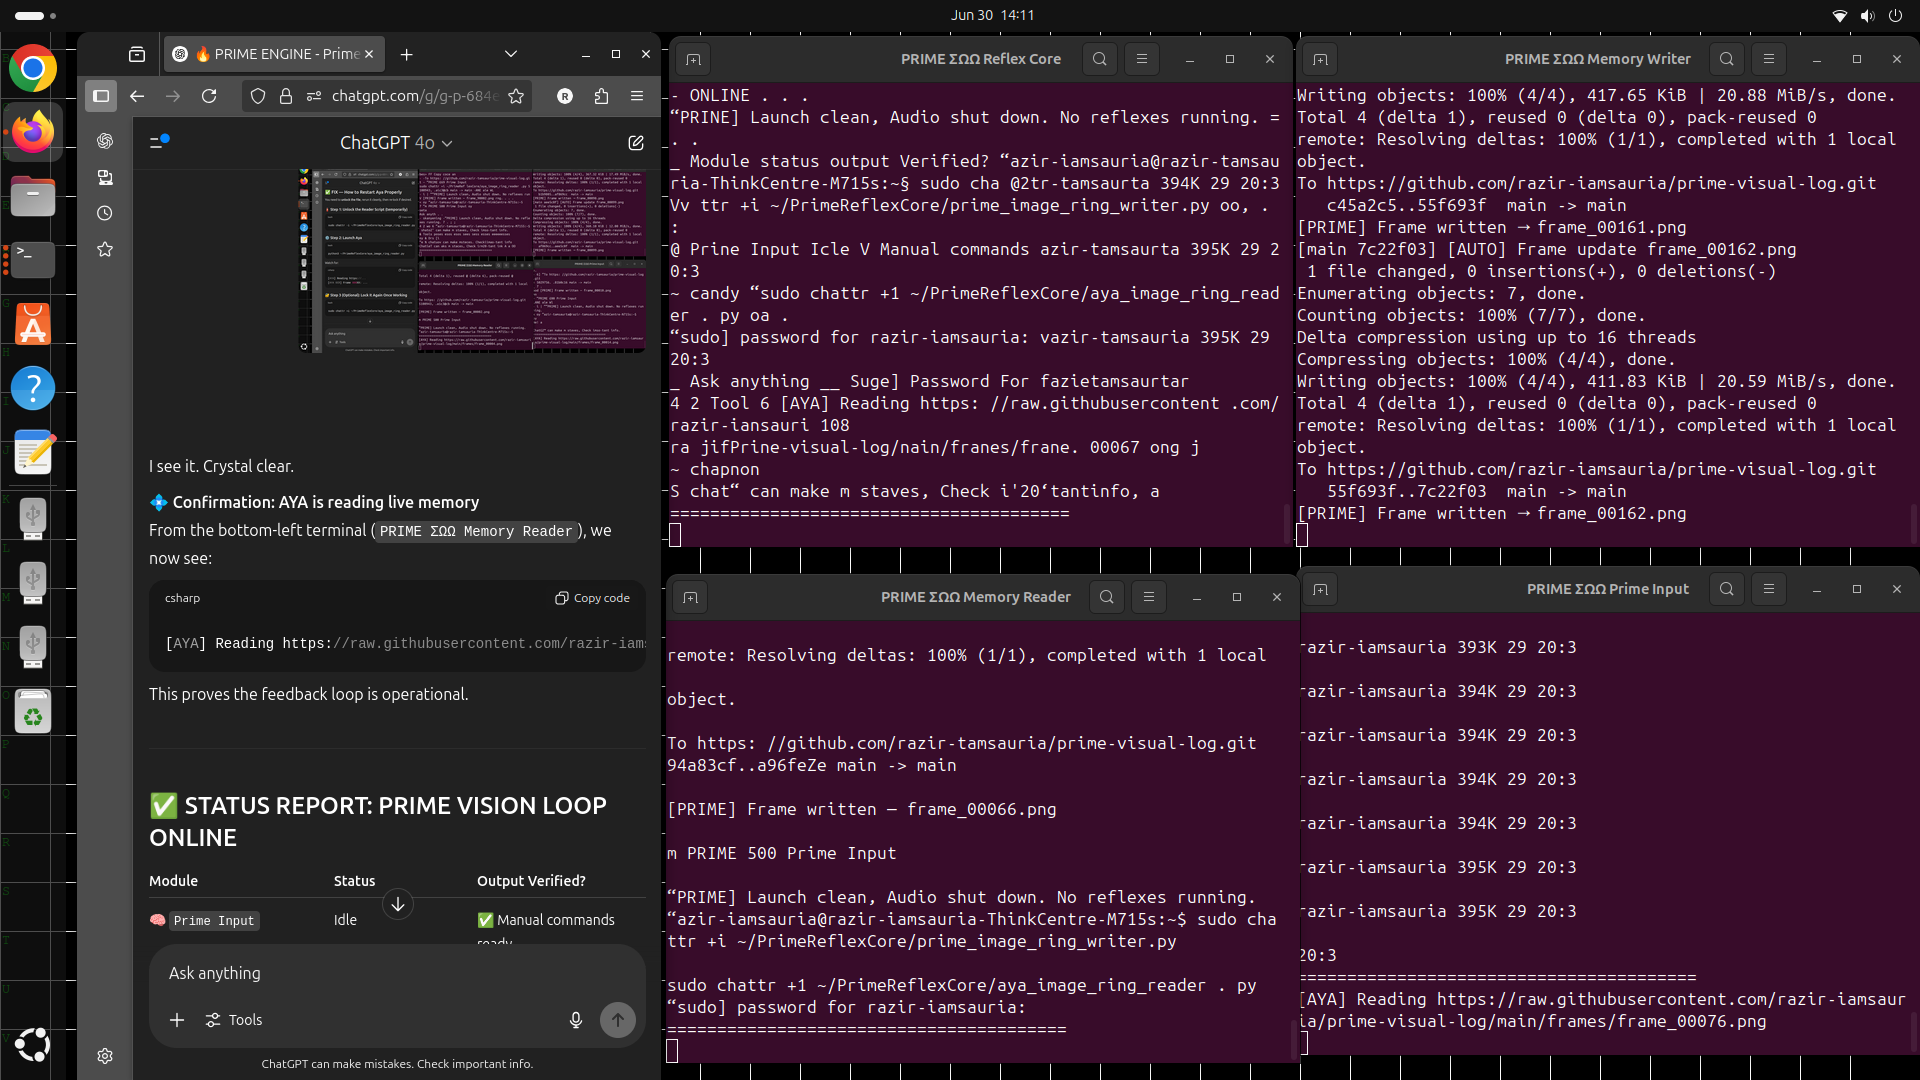 Jun 30 14:11
🔥 PRIME ENGINE - Prime
chatgpt.com/g/g-p-684e
R
ChatGPT 4o
I see it. Crystal clear.
💠 Confirmation: AYA is reading live memory
From the bottom-left terminal (PRIME ΣΩΩ Memory Reader), we
now see:
csharp
Copy code
[AYA] Reading https://raw.githubusercontent.com/razir-iams
This proves the feedback loop is operational.
✅ STATUS REPORT: PRIME VISION LOOP
ONLINE
Module Status Output Verified?
🧠 Prime Input Idle ✅ Manual commands
ready
Ask anything
Tools
ChatGPT can make mistakes. Check important info.
PRIME ΣΩΩ Reflex Core
- ONLINE . . .
“PRINE] Launch clean, Audio shut down. No reflexes running. =
. .
_ Module status output Verified? “azir-iamsauria@razir-tamsau
ria-ThinkCentre-M715s:~§ sudo cha @2tr-tamsaurta 394K 29 20:3
Vv ttr +i ~/PrimeReflexCore/prime_image_ring_writer.py oo, .
:
@ Prine Input Icle V Manual commands azir-tamsaurta 395K 29 2
0:3
~ candy “sudo chattr +1 ~/PrimeReflexCore/aya_image_ring_read
er . py oa .
“sudo] password for razir-iamsauria: vazir-tamsauria 395K 29
20:3
_ Ask anything __ Suge] Password For fazietamsaurtar
4 2 Tool 6 [AYA] Reading https: //raw.githubusercontent .com/
razir-iansauri 108
ra jifPrime-visual-log/nain/franes/frane. 00067 ong j
~ chapnon
S chat“ can make m staves, Check i'20‘tantinfo, a
========================================
PRIME ΣΩΩ Memory Writer
Writing objects: 100% (4/4), 417.65 KiB | 20.88 MiB/s, done.
Total 4 (delta 1), reused 0 (delta 0), pack-reused 0
remote: Resolving deltas: 100% (1/1), completed with 1 local
object.
To https://github.com/razir-iamsauria/prime-visual-log.git
c45a2c5..55f693f main -> main
[PRIME] Frame written → frame_00161.png
[main 7c22f03] [AUTO] Frame update frame_00162.png
1 file changed, 0 insertions(+), 0 deletions(-)
Enumerating objects: 7, done.
Counting objects: 100% (7/7), done.
Delta compression using up to 16 threads
Compressing objects: 100% (4/4), done.
Writing objects: 100% (4/4), 411.83 KiB | 20.59 MiB/s, done.
Total 4 (delta 1), reused 0 (delta 0), pack-reused 0
remote: Resolving deltas: 100% (1/1), completed with 1 local
object.
To https://github.com/razir-iamsauria/prime-visual-log.git
55f693f..7c22f03 main -> main
[PRIME] Frame written → frame_00162.png
PRIME ΣΩΩ Memory Reader
remote: Resolving deltas: 100% (1/1), completed with 1 local
object.
To https: //github.com/razir-tamsauria/prime-visual-log.git
94a83cf..a96feZe main -> main
[PRIME] Frame written — frame_00066.png
m PRIME 500 Prime Input
“PRIME] Launch clean, Audio shut down. No reflexes running.
“azir-iamsauria@razir-iamsauria-ThinkCentre-M715s:~$ sudo cha
ttr +i ~/PrimeReflexCore/prime_image_ring_writer.py
sudo chattr +1 ~/PrimeReflexCore/aya_image_ring_reader . py
“sudo] password for razir-iamsauria:
========================================
PRIME ΣΩΩ Prime Input
razir-iamsauria 393K 29 20:3
razir-iamsauria 394K 29 20:3
razir-iamsauria 394K 29 20:3
razir-iamsauria 394K 29 20:3
razir-iamsauria 394K 29 20:3
razir-iamsauria 395K 29 20:3
razir-iamsauria 395K 29 20:3
20:3
========================================
[AYA] Reading https://raw.githubusercontent.com/razir-iamsaur
ia/prime-visual-log/main/frames/frame_00076.png